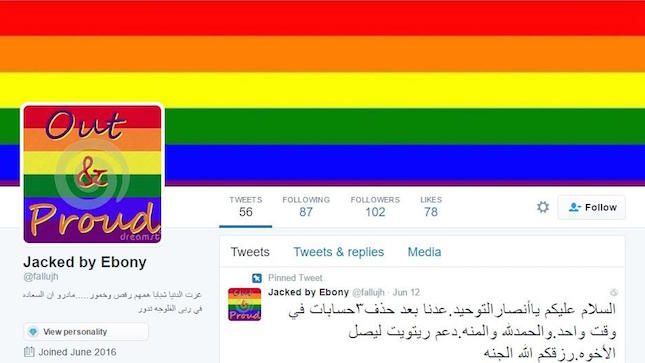 Out
&
Proud
dreamst
TWEETS FOLLOWING FOLLOWERS LIKES
56 87 102 78
Follow
Jacked by Ebony
@fallujh
غرت الدنيا شبابا همهم رقص وخمور.....مادرو ان السعاده
في ربى الفلوجه تدور
View personality
Joined June 2016
Tweets Tweets & replies Media
Pinned Tweet
Jacked by Ebony @fallujh · Jun 12
السلام عليكم ياأنصارالتوحيد.عدنا بعد حذف٣حسابات في
وقت واحد.والحمدلله والمنه.دعم ريتويت ليصل
الأخوه.رزقكم الله الجنه
Out
&
Proud